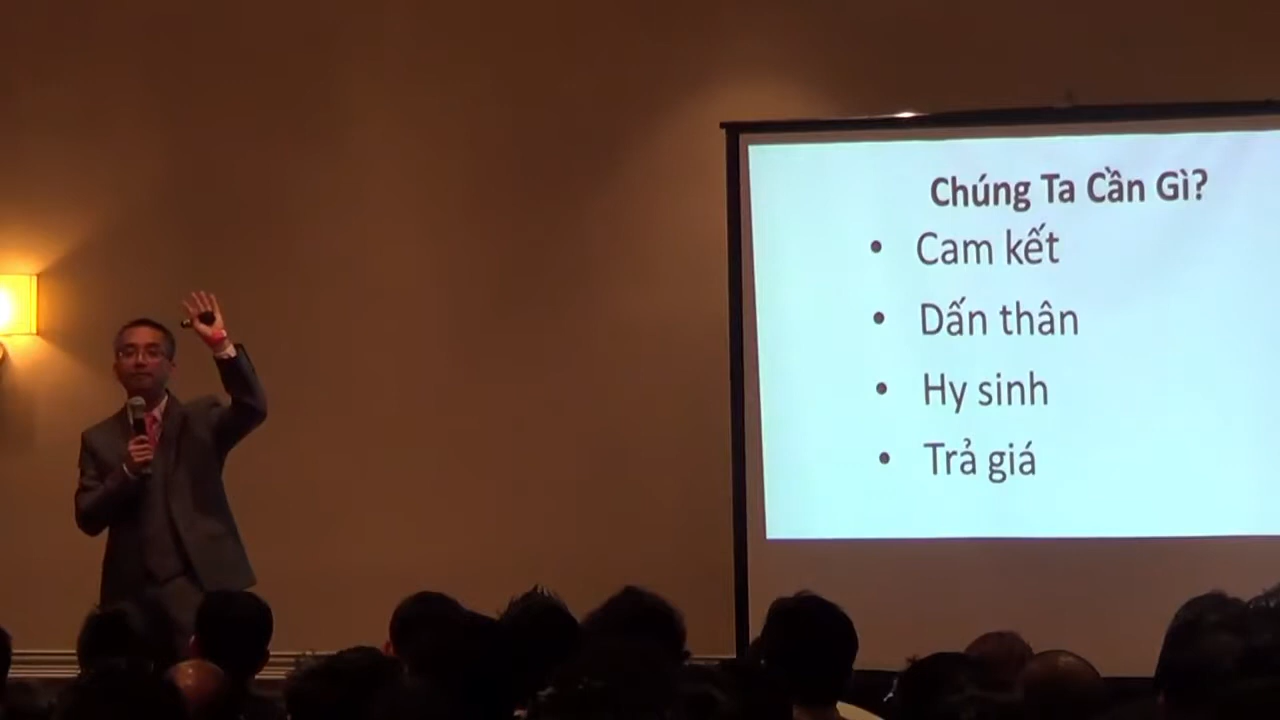 Chúng Ta Cần Gì?
• Cam kết
• Dấn thân
• Hy sinh
• Trả giá